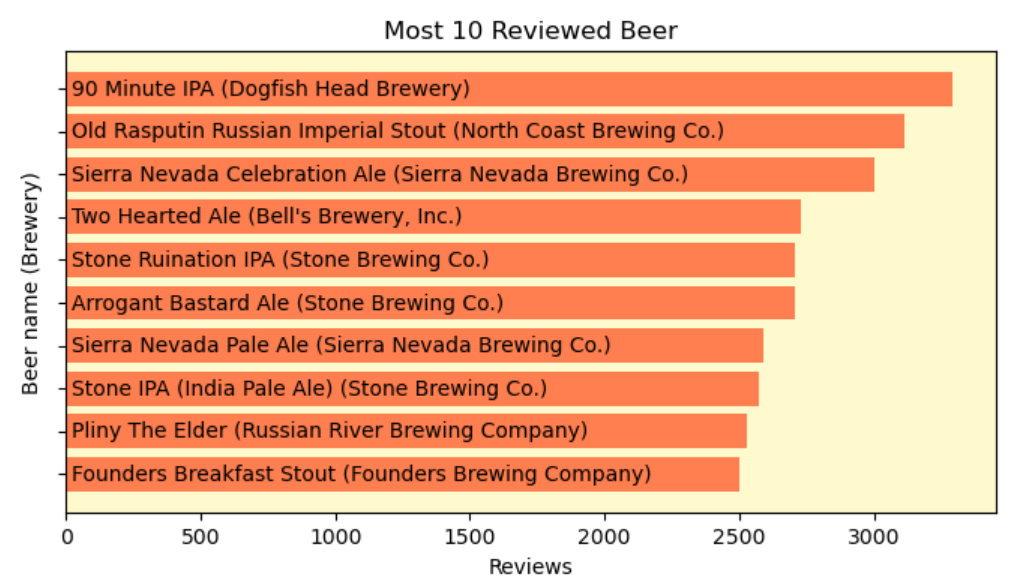 Most 10 Reviewed Beer
Beer name (Brewery)
90 Minute IPA (Dogfish Head Brewery)
Old Rasputin Russian Imperial Stout (North Coast Brewing Co.)
Sierra Nevada Celebration Ale (Sierra Nevada Brewing Co.)
Two Hearted Ale (Bell's Brewery, Inc.)
Stone Ruination IPA (Stone Brewing Co.)
Arrogant Bastard Ale (Stone Brewing Co.)
Sierra Nevada Pale Ale (Sierra Nevada Brewing Co.)
Stone IPA (India Pale Ale) (Stone Brewing Co.)
Pliny The Elder (Russian River Brewing Company)
Founders Breakfast Stout (Founders Brewing Company)
0 500 1000 1500 2000 2500 3000
Reviews